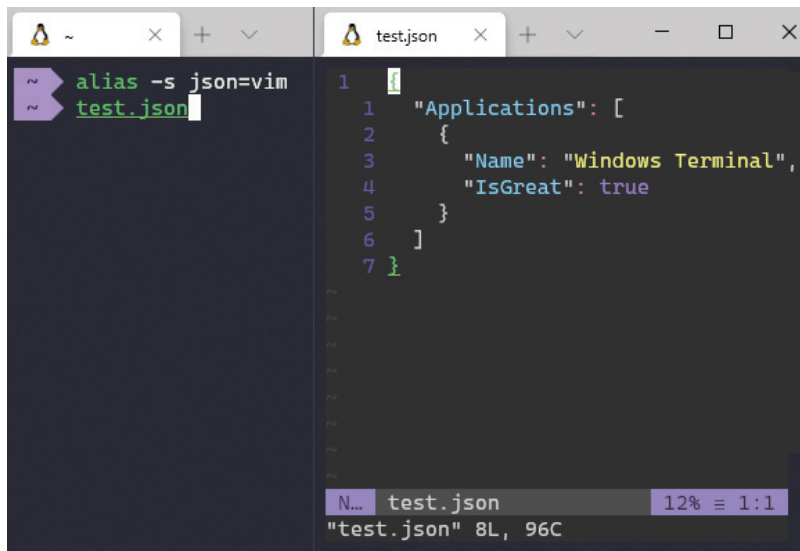 ~
~ alias -s json=vim
~ test.json
test.json
1 {
1 "Applications": [
2 {
3 "Name": "Windows Terminal",
4 "IsGreat": true
5 }
6 ]
7 }
~
~
~
~
~
~
~
~
N… test.json 12% ≡ 1:1
"test.json" 8L, 96C